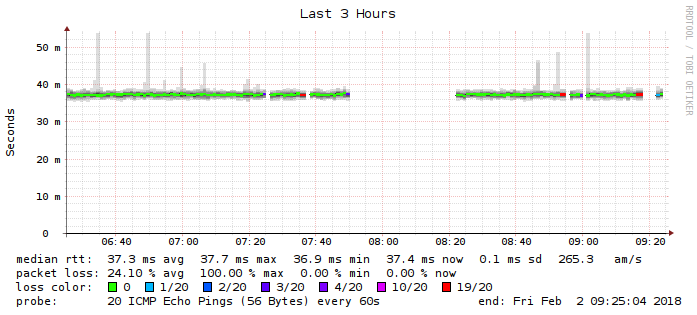 Last 3 Hours
RRDTOOL / TOBI OETIKER
Seconds
50 m
40 m
30 m
20 m
10 m
0
06:40 07:00 07:20 07:40 08:00 08:20 08:40 09:00 09:20
median rtt: 37.3 ms avg 37.7 ms max 36.9 ms min 37.4 ms now 0.1 ms sd 265.3 am/s
packet loss: 24.10 % avg 100.00 % max 0.00 % min 0.00 % now
loss color: 0 1/20 2/20 3/20 4/20 10/20 19/20
probe: 20 ICMP Echo Pings (56 Bytes) every 60s end: Fri Feb 2 09:25:04 2018